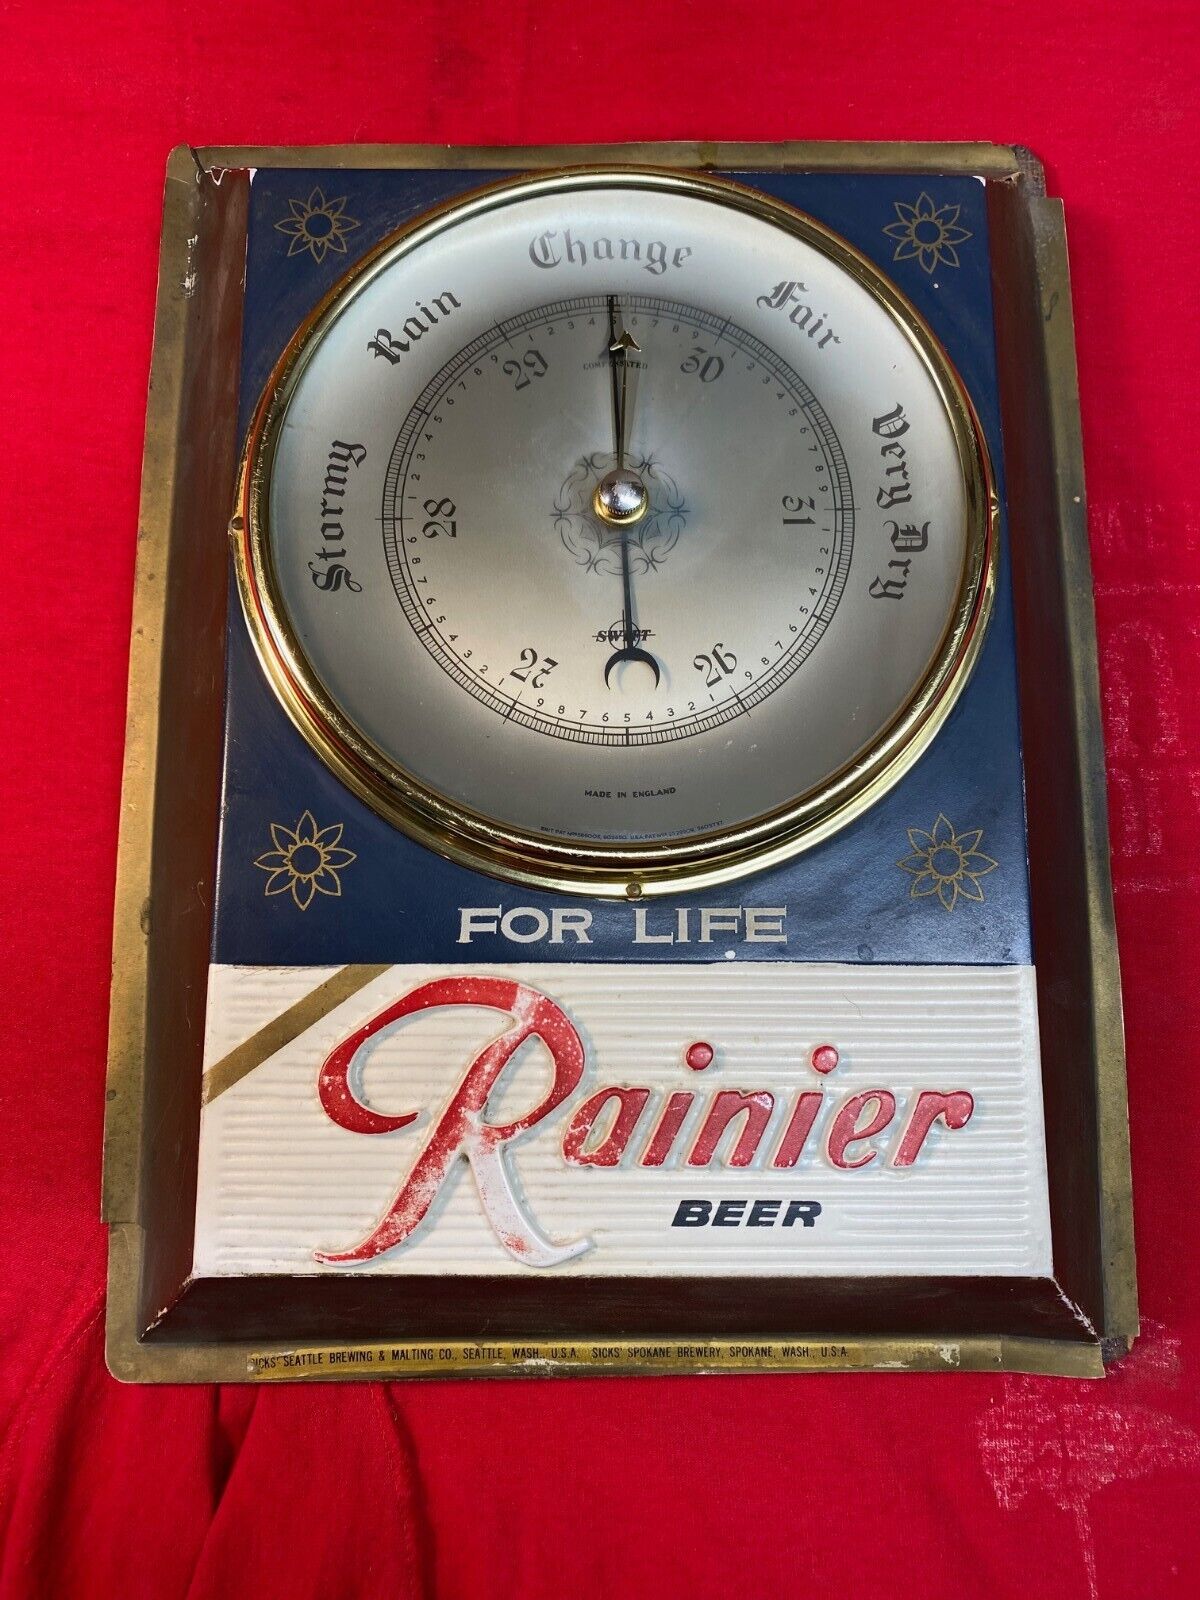 Stormy Rain Change Fair Very Dry
28 29 30 31
COMPENSATED
SWIFT
27 26
MADE IN ENGLAND
FOR LIFE
Rainier
BEER
SEATTLE BREWING & MALTING CO., SEATTLE, WASH., U.S.A. SICKS' SPOKANE BREWERY, SPOKANE, WASH., U.S.A.